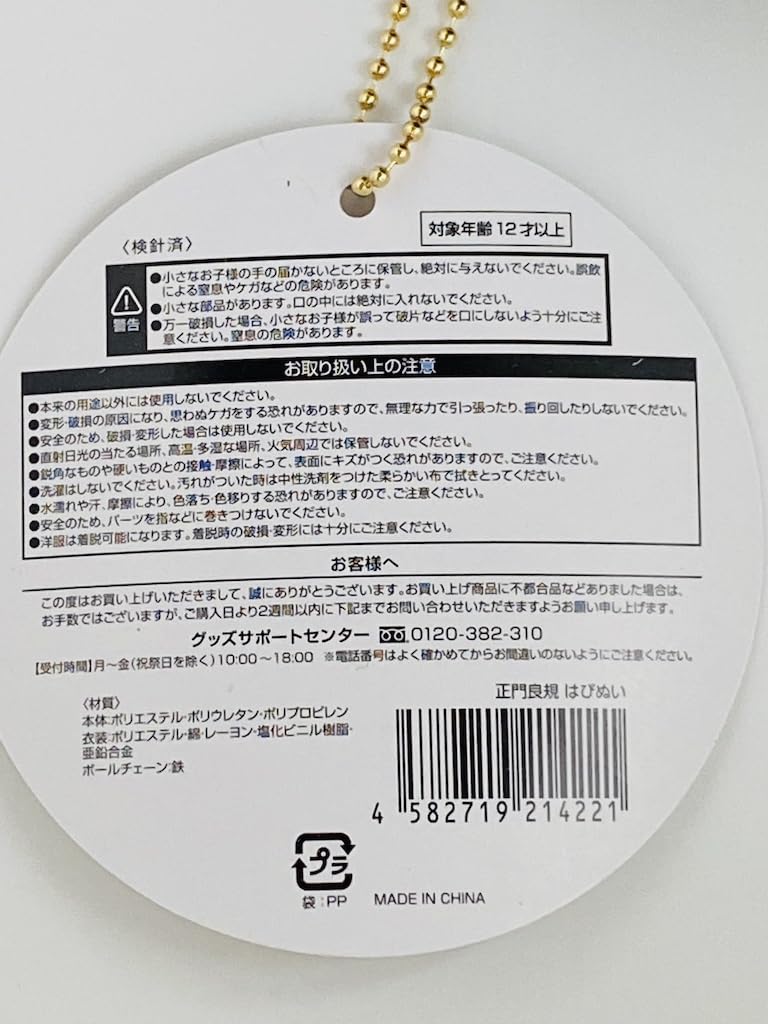 〈検針済〉
対象年齢12才以上
警告
●小さなお子様の手の届かないところに保管し、絶対に与えないでください。誤飲
による窒息やケガなどの危険があります。
●小さな部品があります。口の中には絶対に入れないでください。
●万一破損した場合、小さなお子様が誤って破片などを口にしないよう十分にご注
意ください。窒息の危険があります。
お取り扱い上の注意
●本来の用途以外には使用しないでください。
●変形・破損の原因になり、思わぬケガをする恐れがありますので、無理な力で引っ張ったり、振り回したりしないでください。
●安全のため、破損・変形した場合は使用しないでください。
●直射日光の当たる場所、高温・多湿な場所、火気周辺では保管しないでください。
●鋭角なものや硬いものとの接触・摩擦によって、表面にキズがつく恐れがありますので、ご注意ください。
●洗濯はしないでください。汚れがついた時は中性洗剤をつけた柔らかい布で拭きとってください。
●水濡れや汗、摩擦により、色落ち・色移りする恐れがありますので、ご注意ください。
●安全のため、パーツを指などに巻きつけないでください。
●洋服は着脱可能になります。着脱時の破損・変形には十分にご注意ください。
お客様へ
この度はお買い上げいただきまして、誠にありがとうございます。お買い上げ商品に不都合品などありました場合は、
お手数ではございますが、ご購入日より2週間以内に下記までお問い合わせいただきますようお願い申し上げます。
グッズサポートセンター 0120-382-310
【受付時間】月～金(祝祭日を除く)10:00～18:00 ※電話番号はよく確かめてからお間違いのないようにご注意ください。
〈材質〉
本体:ポリエステル・ポリウレタン・ポリプロピレン
衣装:ポリエステル・綿・レーヨン・塩化ビニル樹脂・
亜鉛合金
ボールチェーン:鉄
正門良規 はぴぬい
4 582719 214221
プラ
袋:PP
MADE IN CHINA